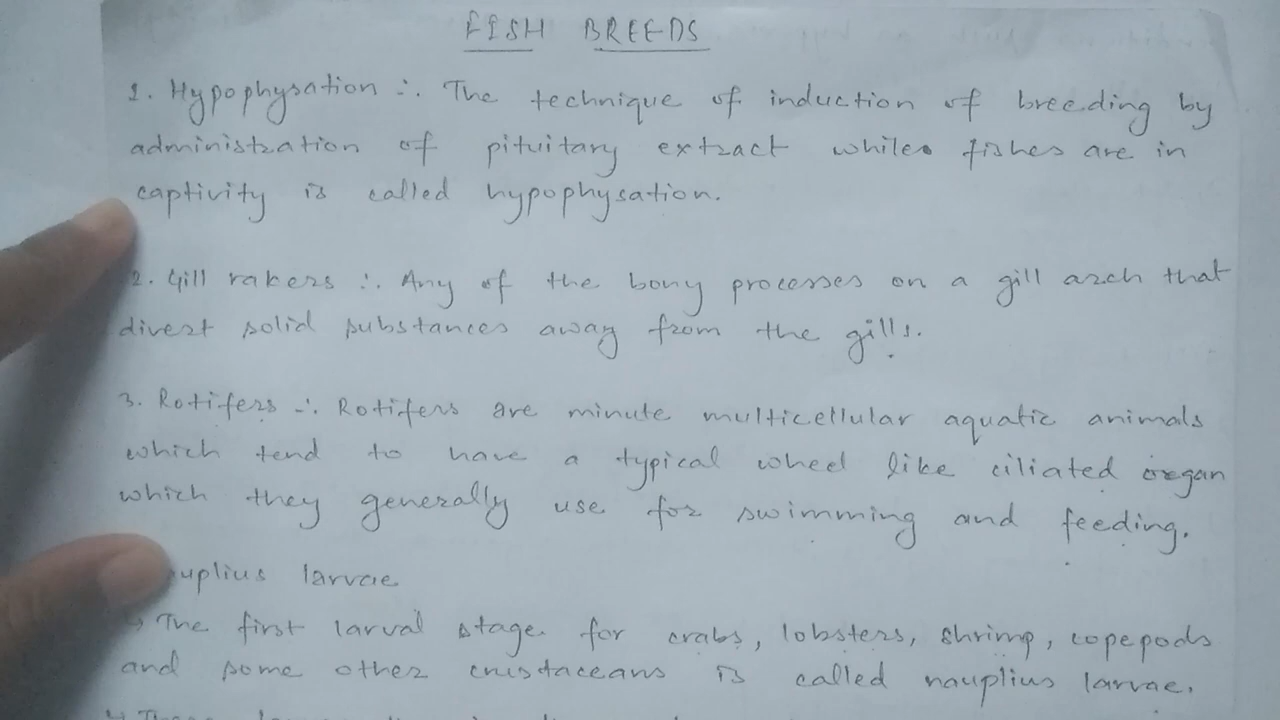 FISH BREEDS
1. Hypophysation :. The technique of induction of breeding by
administration of pituitary extract while fishes are in
captivity is called hypophysation.
2. Gill rakers :. Any of the bony processes on a gill arch that
divert solid substances away from the gills.
3. Rotifers :. Rotifers are minute multicellular aquatic animals
which tend to have a typical wheel like ciliated organ
which they generally use for swimming and feeding.
larvae
↳ The first larval stage for crabs, lobsters, shrimp, copepods
and some other crustaceans is called nauplius larvae.